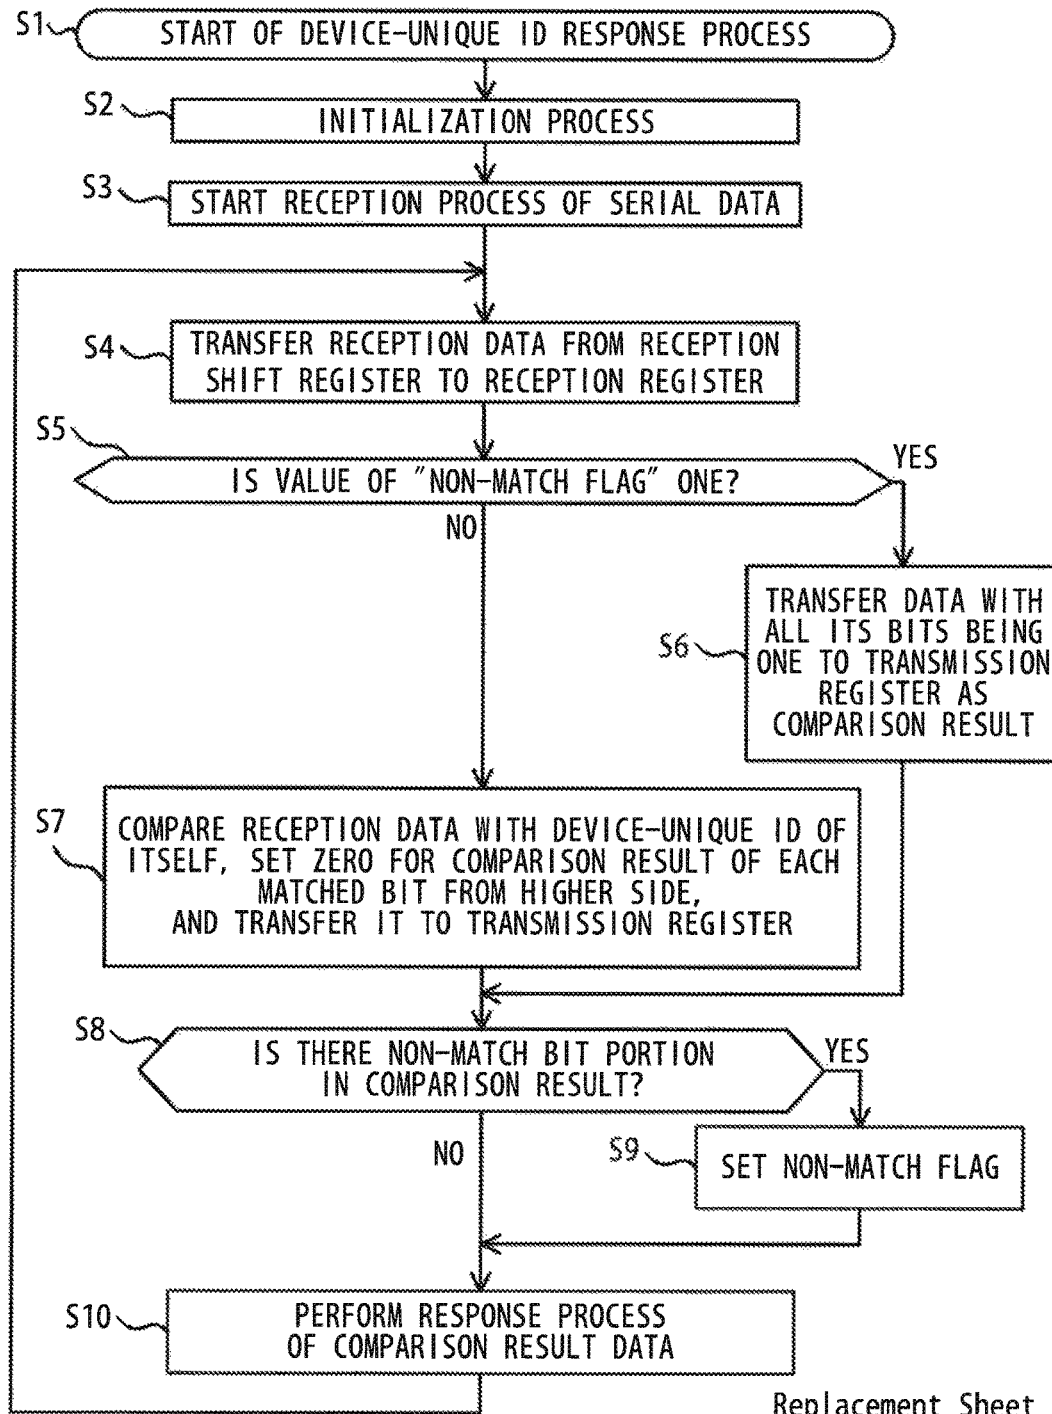 S1
START OF DEVICE-UNIQUE ID RESPONSE PROCESS
S2
INITIALIZATION PROCESS
S3
START RECEPTION PROCESS OF SERIAL DATA
S4
TRANSFER RECEPTION DATA FROM RECEPTION
SHIFT REGISTER TO RECEPTION REGISTER
S5
IS VALUE OF "NON-MATCH FLAG" ONE?
YES
NO
S6
TRANSFER DATA WITH
ALL ITS BITS BEING
ONE TO TRANSMISSION
REGISTER AS
COMPARISON RESULT
S7
COMPARE RECEPTION DATA WITH DEVICE-UNIQUE ID OF
ITSELF, SET ZERO FOR COMPARISON RESULT OF EACH
MATCHED BIT FROM HIGHER SIDE,
AND TRANSFER IT TO TRANSMISSION REGISTER
S8
IS THERE NON-MATCH BIT PORTION
IN COMPARISON RESULT?
YES
NO
S9
SET NON-MATCH FLAG
S10
PERFORM RESPONSE PROCESS
OF COMPARISON RESULT DATA
Replacement Sheet